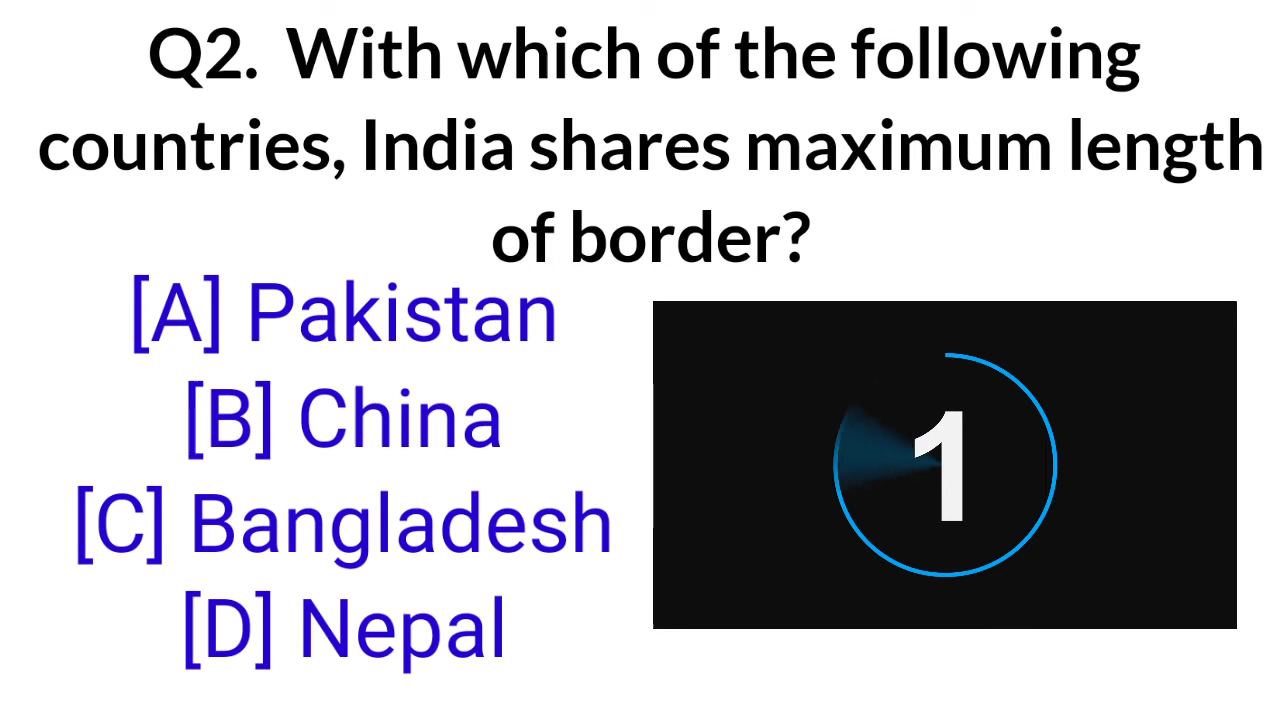 Q2. With which of the following
countries, India shares maximum length
of border?
[A] Pakistan
[B] China
[C] Bangladesh
[D] Nepal
1